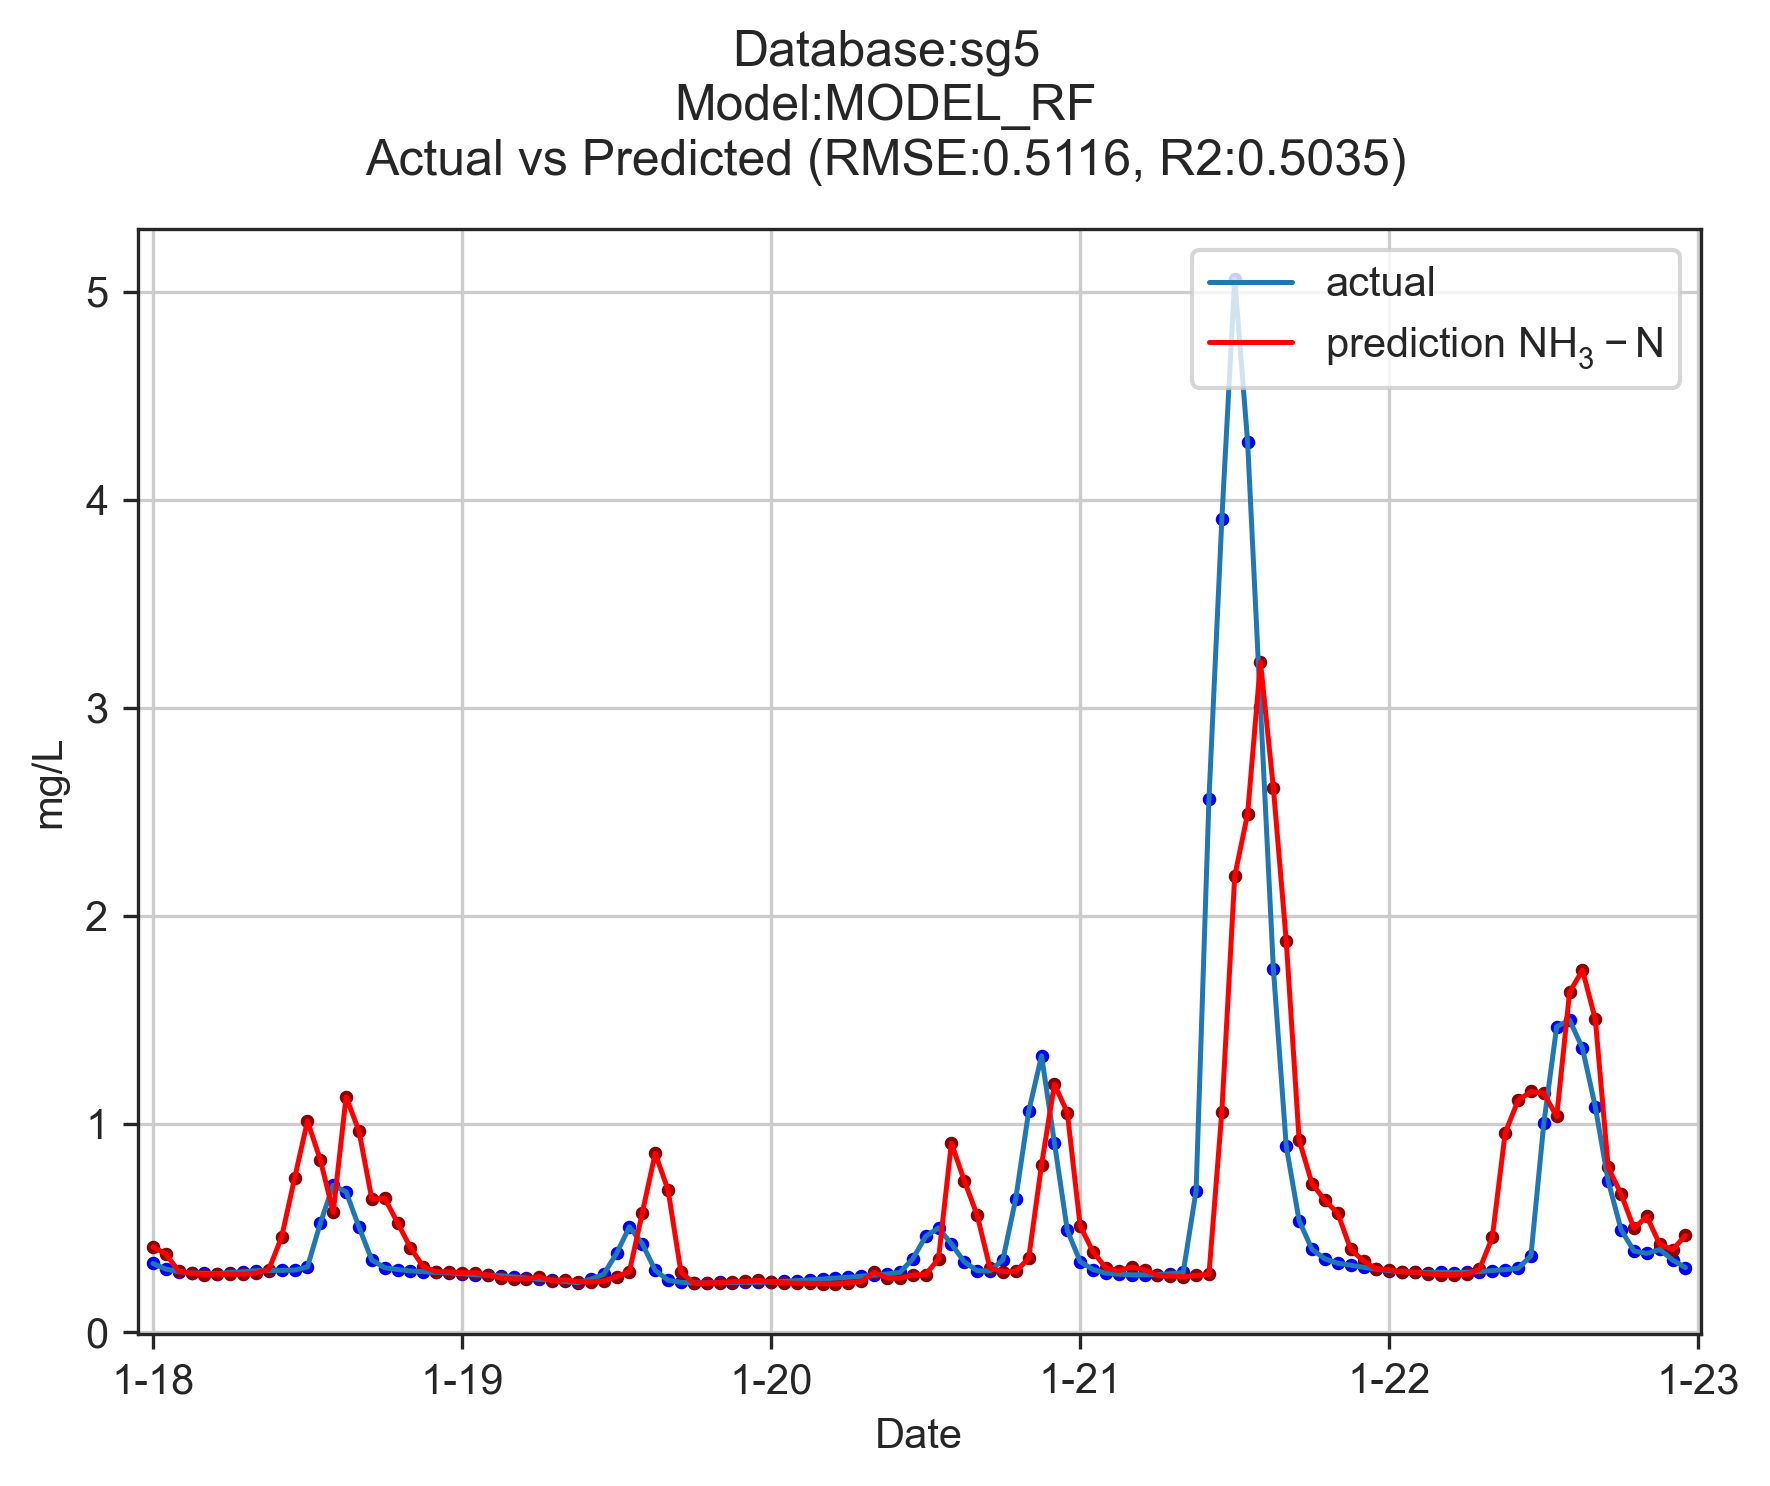 Database:sg5
Model:MODEL_RF
Actual vs Predicted (RMSE:0.5116, R2:0.5035)
actual
prediction NH₃ − N
5
4
3
2
1
0
mg/L
1-18 1-19 1-20 1-21 1-22 1-23
Date